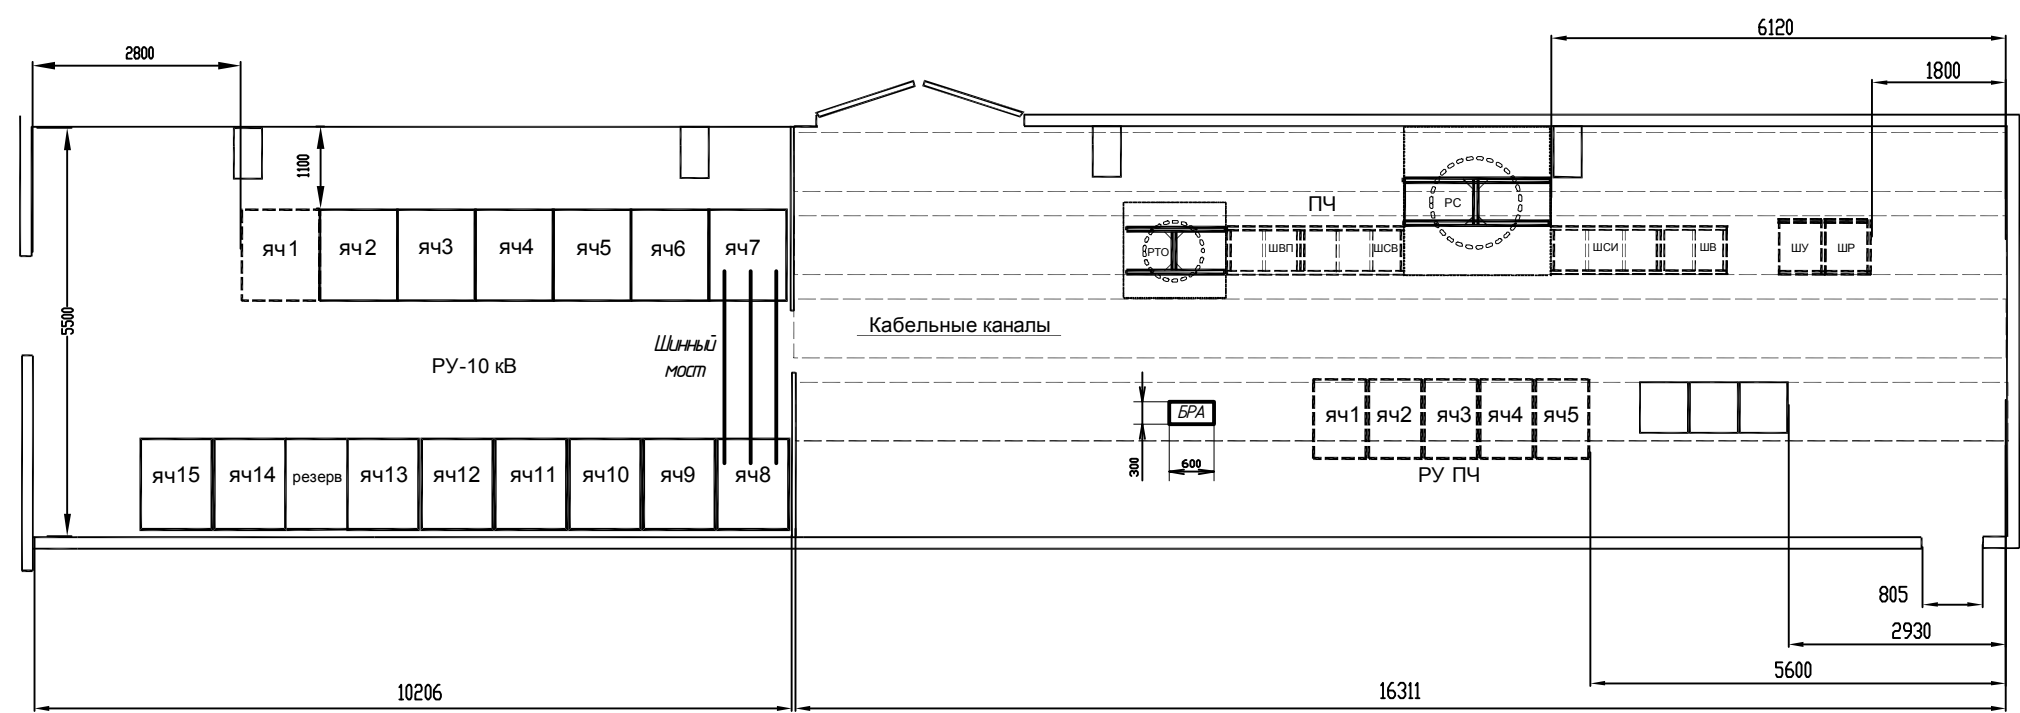 6120
2800
1800
1100
5500
яч1
яч2
яч3
яч4
яч5
яч6
яч7
ПЧ
РС
РТО
ШВП
ШСВ
ШСИ
ШВ
ШУ
ШР
Кабельные каналы
Шинный
мост
РУ-10 кВ
БРА
300
600
яч1
яч2
яч3
яч4
яч5
РУ ПЧ
яч15
яч14
резерв
яч13
яч12
яч11
яч10
яч9
яч8
805
2930
5600
10206
16311